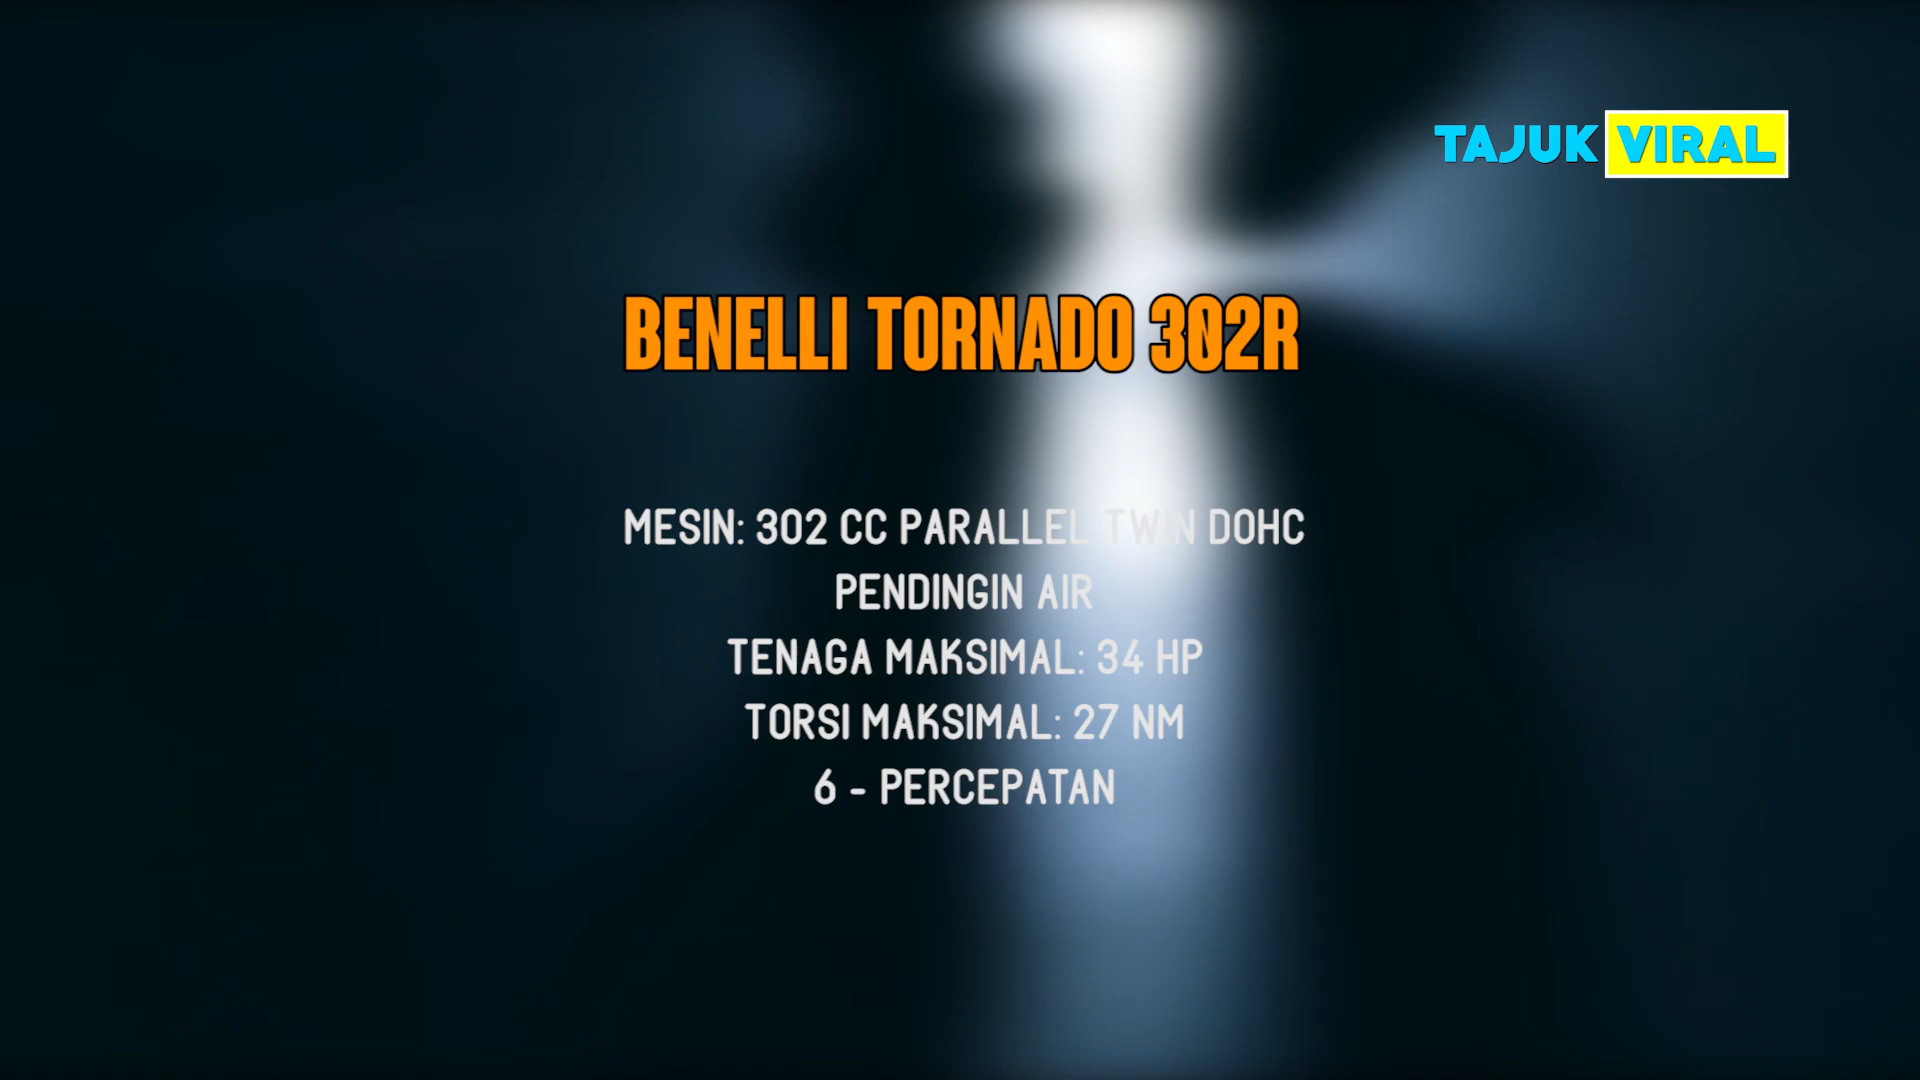 TAJUK VIRAL
BENELLI TORNADO 302R
MESIN: 302 CC PARALLEL TWIN DOHC
PENDINGIN AIR
TENAGA MAKSIMAL: 34 HP
TORSI MAKSIMAL: 27 NM
6 - PERCEPATAN